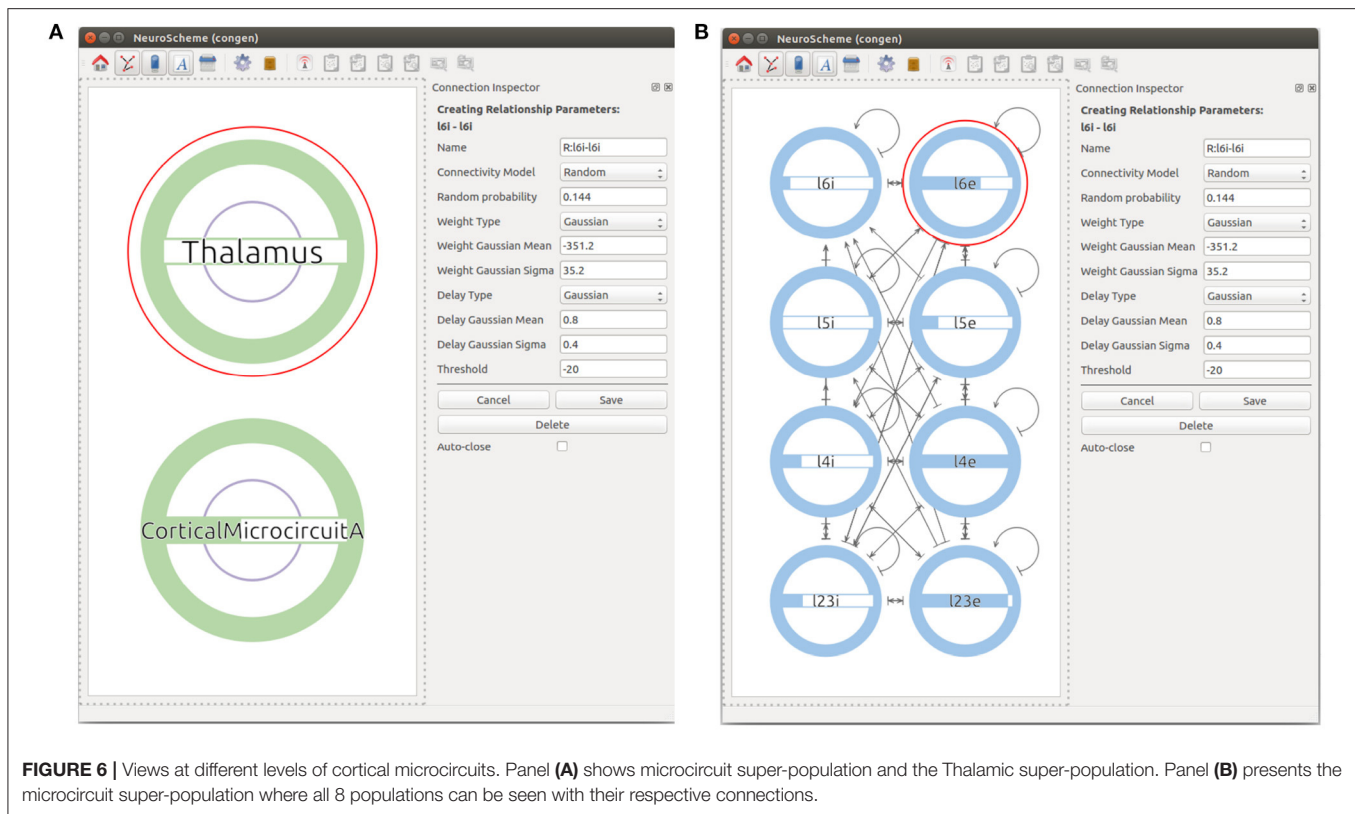 A
NeuroScheme (congen)
A
Connection Inspector
Creating Relationship Parameters:
l6i - l6i
Name R:l6i-l6i
Connectivity Model Random
Random probability 0.144
Weight Type Gaussian
Weight Gaussian Mean -351.2
Weight Gaussian Sigma 35.2
Delay Type Gaussian
Delay Gaussian Mean 0.8
Delay Gaussian Sigma 0.4
Threshold -20
Cancel Save
Delete
Auto-close
Thalamus
CorticalMicrocircuitA
B
NeuroScheme (congen)
A
Connection Inspector
Creating Relationship Parameters:
l6i - l6i
Name R:l6i-l6i
Connectivity Model Random
Random probability 0.144
Weight Type Gaussian
Weight Gaussian Mean -351.2
Weight Gaussian Sigma 35.2
Delay Type Gaussian
Delay Gaussian Mean 0.8
Delay Gaussian Sigma 0.4
Threshold -20
Cancel Save
Delete
Auto-close
l6i l6e
l5i l5e
l4i l4e
l23i l23e
FIGURE 6 | Views at different levels of cortical microcircuits. Panel (A) shows microcircuit super-population and the Thalamic super-population. Panel (B) presents the
microcircuit super-population where all 8 populations can be seen with their respective connections.